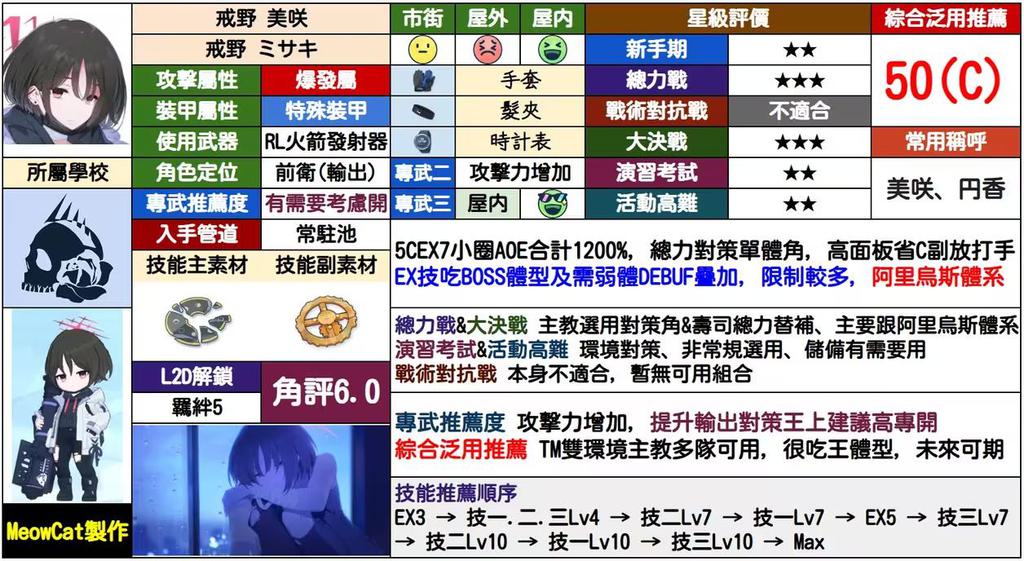 戒野 美咲
戒野 ミサキ
攻擊屬性 爆發屬
裝甲屬性 特殊裝甲
使用武器 RL火箭發射器
所屬學校
角色定位 前衛(輸出)
專武推薦度 有需要考慮開
入手管道 常駐池
技能主素材 技能副素材
L2D解鎖
羈絆5
角評6.0
MeowCat製作
市街 屋外 屋内
手套
髮夾
時計表
專武二 攻擊力增加
專武三 屋内
星級評價
新手期 ★★
總力戰 ★★★
戰術對抗戰 不適合
大決戰 ★★★
演習考試 ★★
活動高難 ★★
綜合泛用推薦
50(C)
常用稱呼
美咲、円香
5CEX7小圈AOE合計1200%, 總力對策單體角, 高面板省C副放打手
EX技吃BOSS體型及需弱體DEBUF疊加, 限制較多, 阿里烏斯體系
總力戰&大決戰 主教選用對策角&壽司總力替補、主要跟阿里烏斯體系
演習考試&活動高難 環境對策、非常規選用、儲備有需要用
戰術對抗戰 本身不適合, 暫無可用組合
專武推薦度 攻擊力增加, 提升輸出對策王上建議高專開
綜合泛用推薦 TM雙環境主教多隊可用, 很吃王體型, 未來可期
技能推薦順序
EX3 → 技一.二.三Lv4 → 技二Lv7 → 技一Lv7 → EX5 → 技三Lv7
→ 技二Lv10 → 技一Lv10 → 技三Lv10 → Max